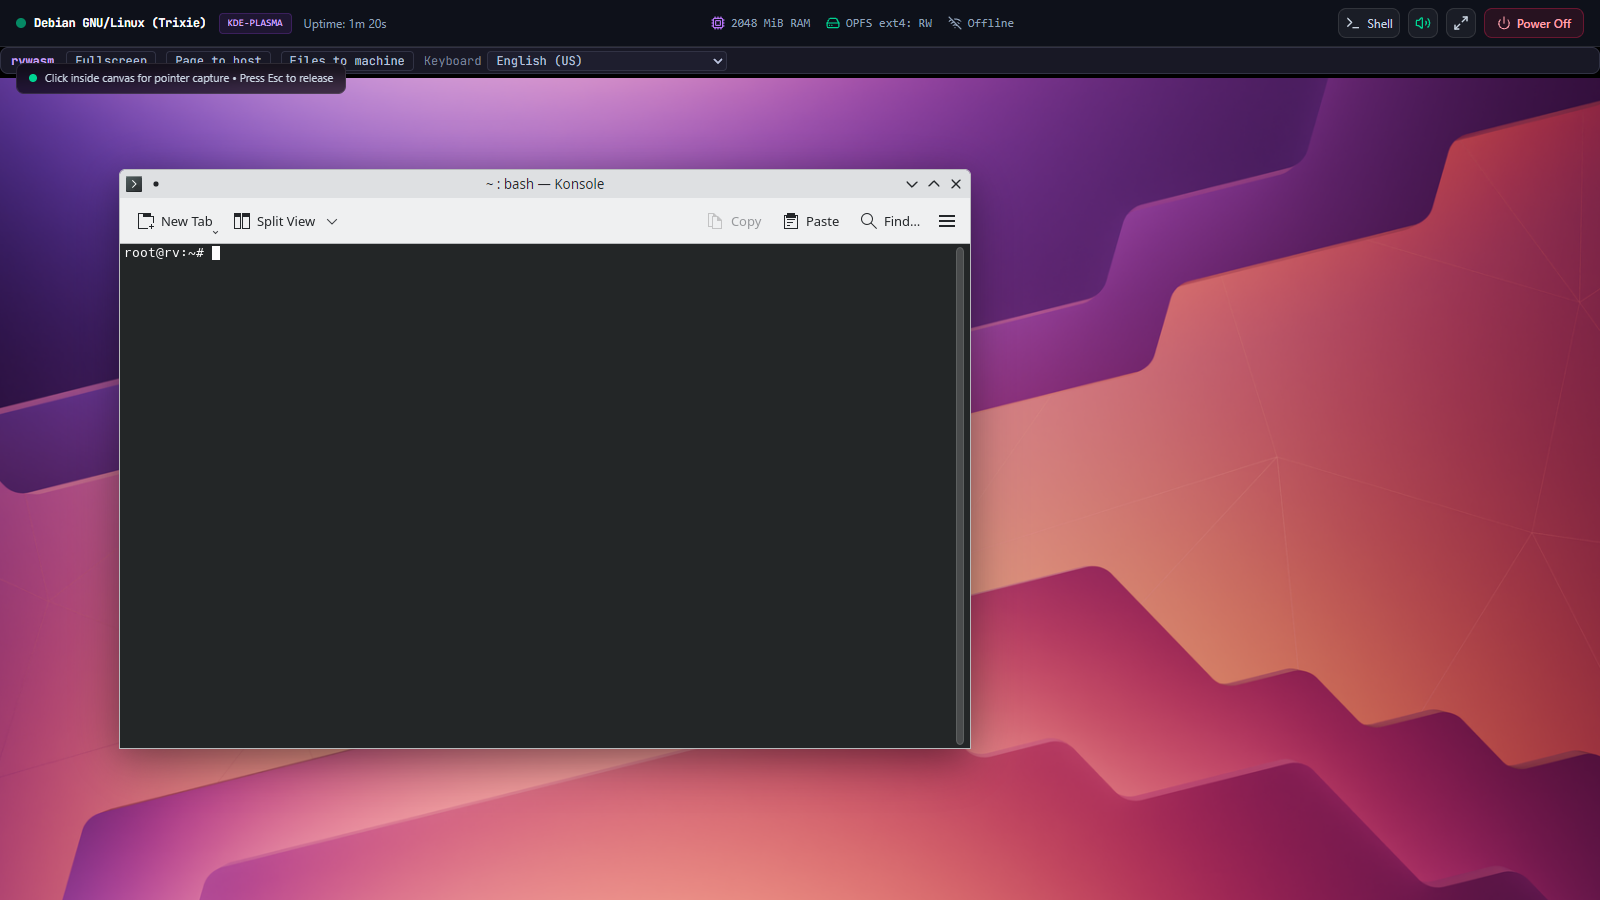 Debian GNU/Linux (Trixie) KDE-PLASMA Uptime: 1m 20s 2048 MiB RAM OPFS ext4: RW Offline Shell Power Off
rvwasm Fullscreen Page to host Files to machine Keyboard English (US)
Click inside canvas for pointer capture • Press Esc to release
~ : bash — Konsole
New Tab Split View Copy Paste Find...
root@rv:~#